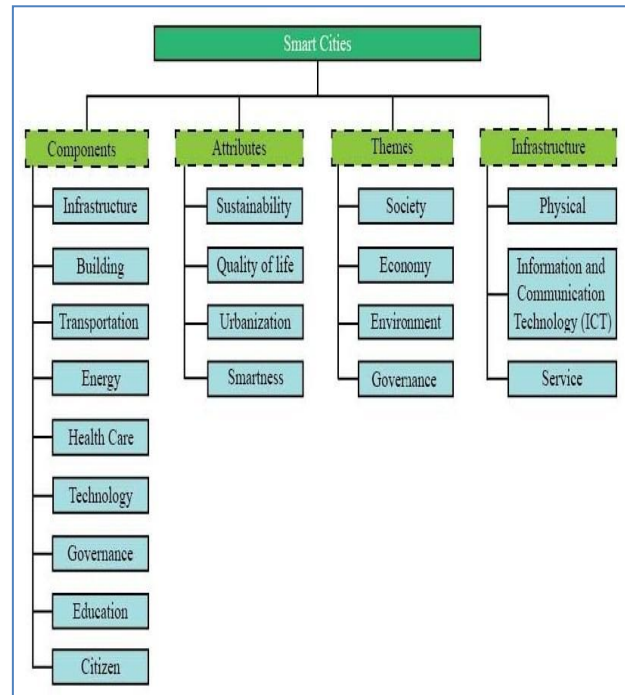 Smart Cities
Components
Attributes
Themes
Infrastructure
Infrastructure
Building
Transportation
Energy
Health Care
Technology
Governance
Education
Citizen
Sustainability
Quality of life
Urbanization
Smartness
Society
Economy
Environment
Governance
Physical
Information and
Communication
Technology (ICT)
Service